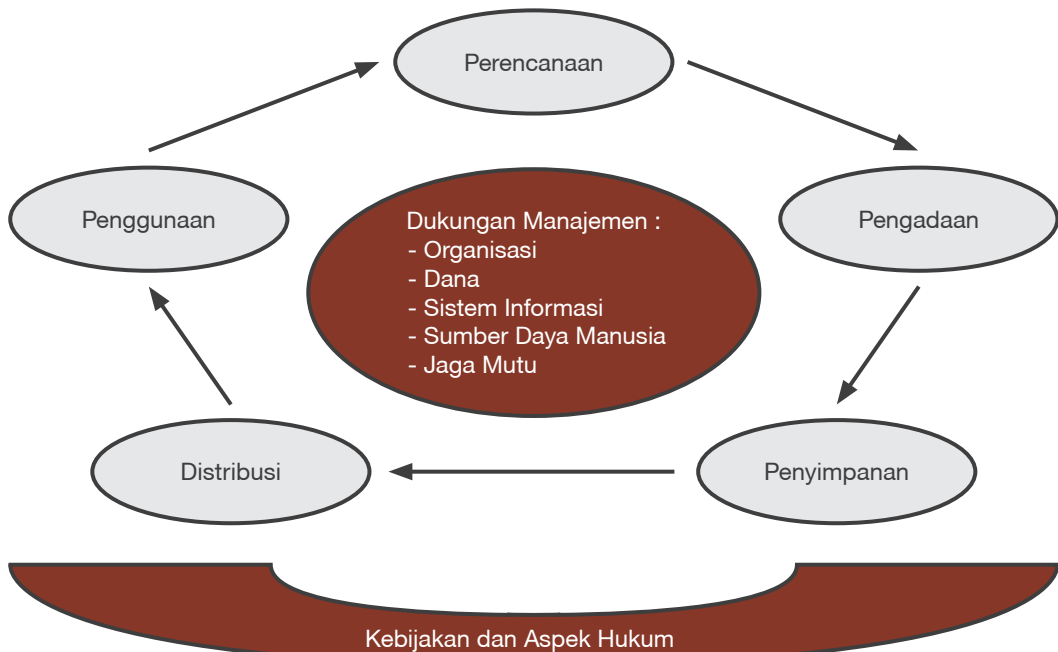 Perencanaan
Penggunaan
Pengadaan
Dukungan Manajemen :
- Organisasi
- Dana
- Sistem Informasi
- Sumber Daya Manusia
- Jaga Mutu
Distribusi
Penyimpanan
Kebijakan dan Aspek Hukum